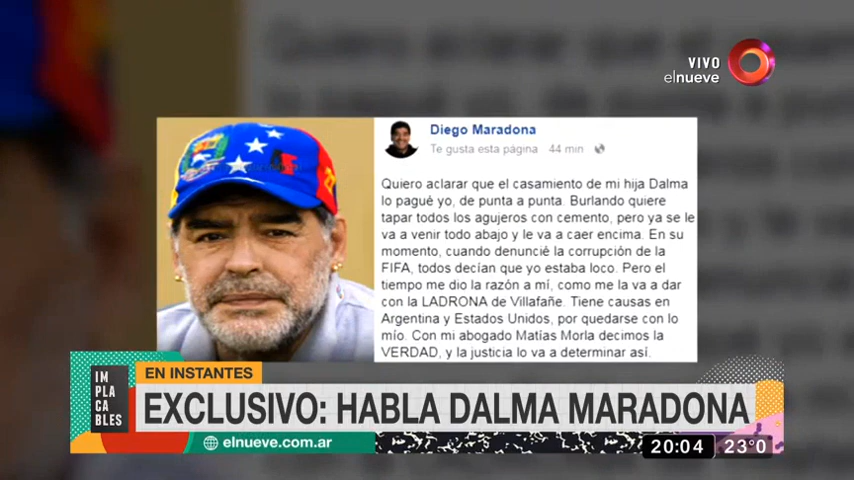 VIVO
elnueve
Diego Maradona
Te gusta esta página 44 min
Quiero aclarar que el casamiento de mi hija Dalma
lo pagué yo, de punta a punta. Burlando quiere
tapar todos los agujeros con cemento, pero ya se le
va a venir todo abajo y le va a caer encima. En su
momento, cuando denuncié la corrupción de la
FIFA, todos decían que yo estaba loco. Pero el
tiempo me dio la razón a mí, como me la va a dar
con la LADRONA de Villafañe. Tiene causas en
Argentina y Estados Unidos, por quedarse con lo
mío. Con mi abogado Matías Morla decimos la
VERDAD, y la justicia lo va a determinar así.
EN INSTANTES
IM
PLA
CA
BLES
EXCLUSIVO: HABLA DALMA MARADONA
elnueve.com.ar
20:04 23°0